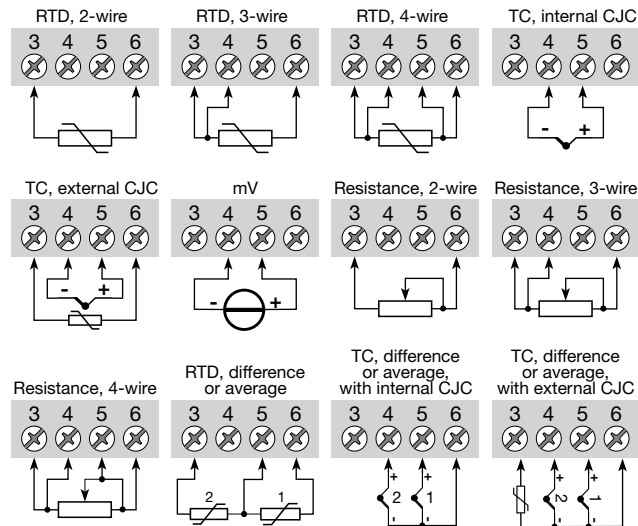 RTD, 2-wire
3 4 5 6
RTD, 3-wire
3 4 5 6
RTD, 4-wire
3 4 5 6
TC, internal CJC
3 4 5 6
- +
TC, external CJC
3 4 5 6
- +
mV
3 4 5 6
- +
Resistance, 2-wire
3 4 5 6
Resistance, 3-wire
3 4 5 6
Resistance, 4-wire
3 4 5 6
RTD, difference
or average
3 4 5 6
2 1
TC, difference
or average,
with internal CJC
3 4 5 6
+ +
2 1
- -
TC, difference
or average,
with external CJC
3 4 5 6
+ +
2 1
- -